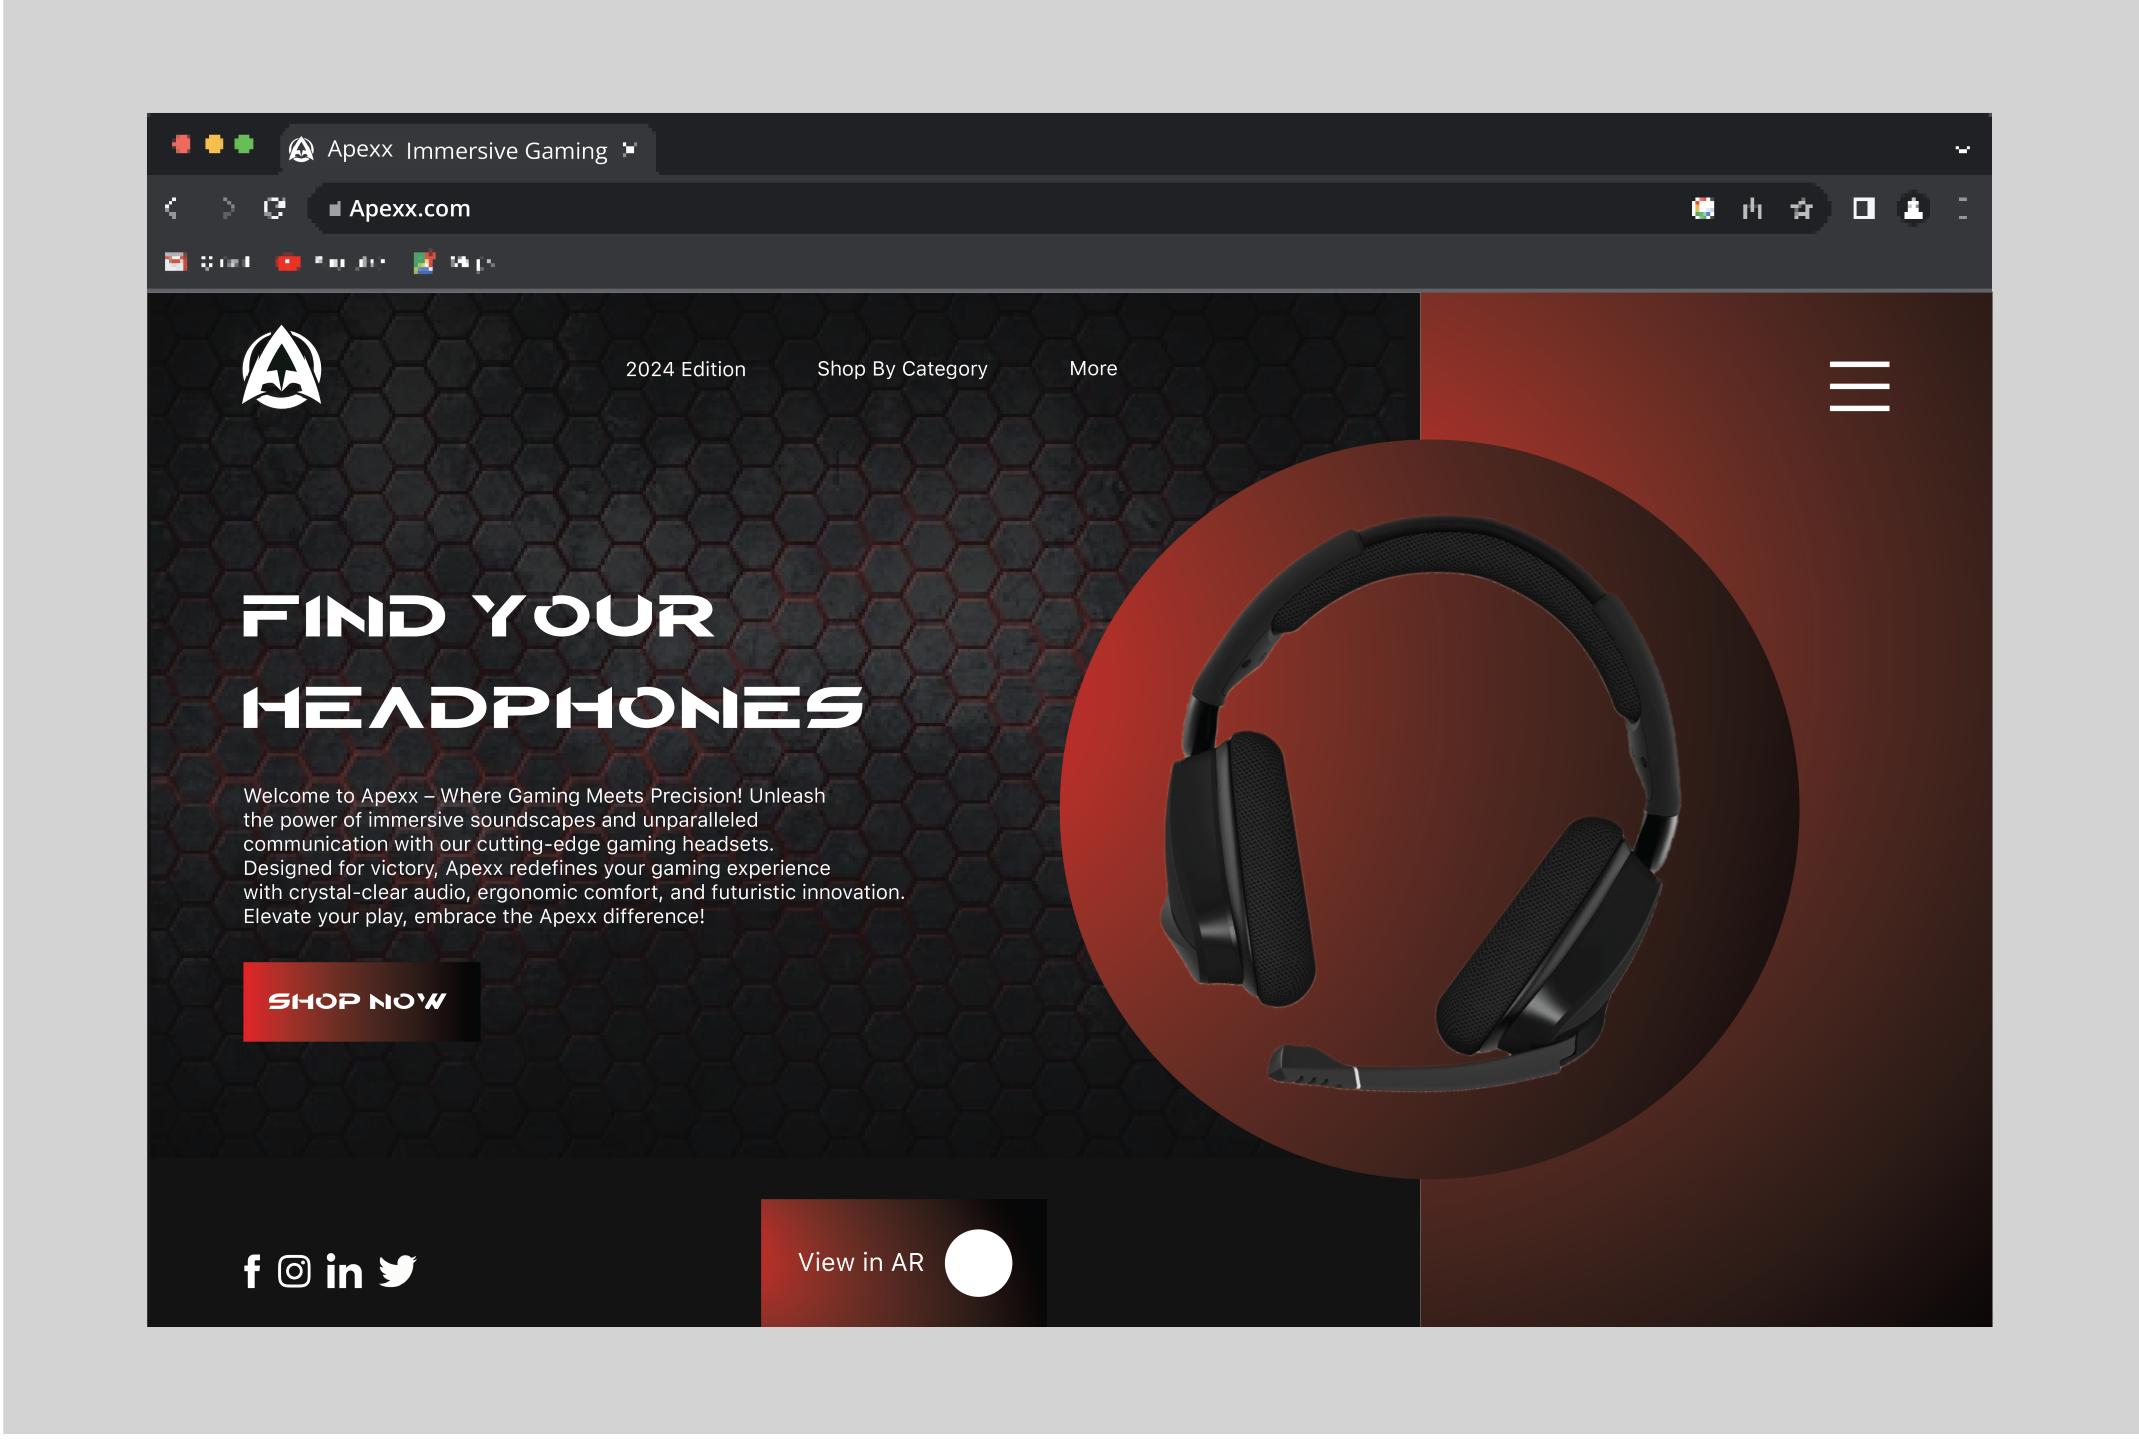 Apexx Immersive Gaming
Apexx.com
2024 Edition
Shop By Category
More
FIND YOUR
HEADPHONES
Welcome to Apexx – Where Gaming Meets Precision! Unleash
the power of immersive soundscapes and unparalleled
communication with our cutting-edge gaming headsets.
Designed for victory, Apexx redefines your gaming experience
with crystal-clear audio, ergonomic comfort, and futuristic innovation.
Elevate your play, embrace the Apexx difference!
SHOP NOW
View in AR